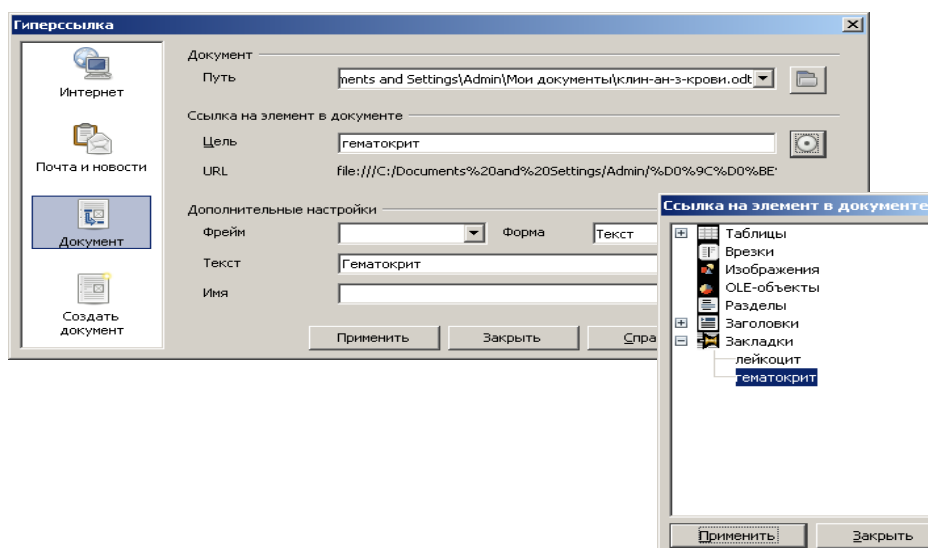 Гиперссылка
Интернет
Почта и новости
Документ
Создать
документ
Документ
Путь
ments and Settings\Admin\Мои документы\клин-ан-з-крови.odt
Ссылка на элемент в документе
Цель
гематокрит
URL
file:///C:/Documents%20and%20Settings/Admin/%D0%9C%D0%BE
Дополнительные настройки
Фрейм
Форма
Текст
Текст
Гематокрит
Имя
Применить
Закрыть
Спра
Ссылка на элемент в документе
Таблицы
Врезки
Изображения
OLE-объекты
Разделы
Заголовки
Закладки
лейкоцит
гематокрит
Применить
Закрыть